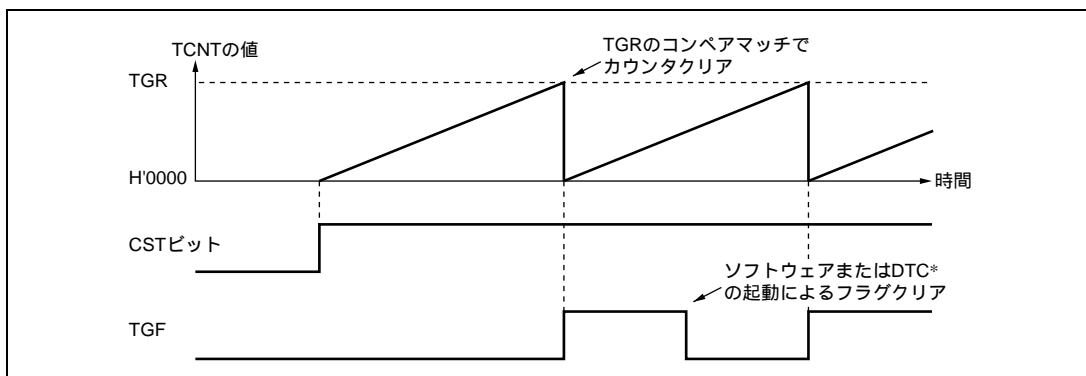 TCNTの値
TGRのコンペアマッチで
カウンタクリア
TGR
H'0000
時間
CSTビット
ソフトウェアまたはDTC*
の起動によるフラグクリア
TGF